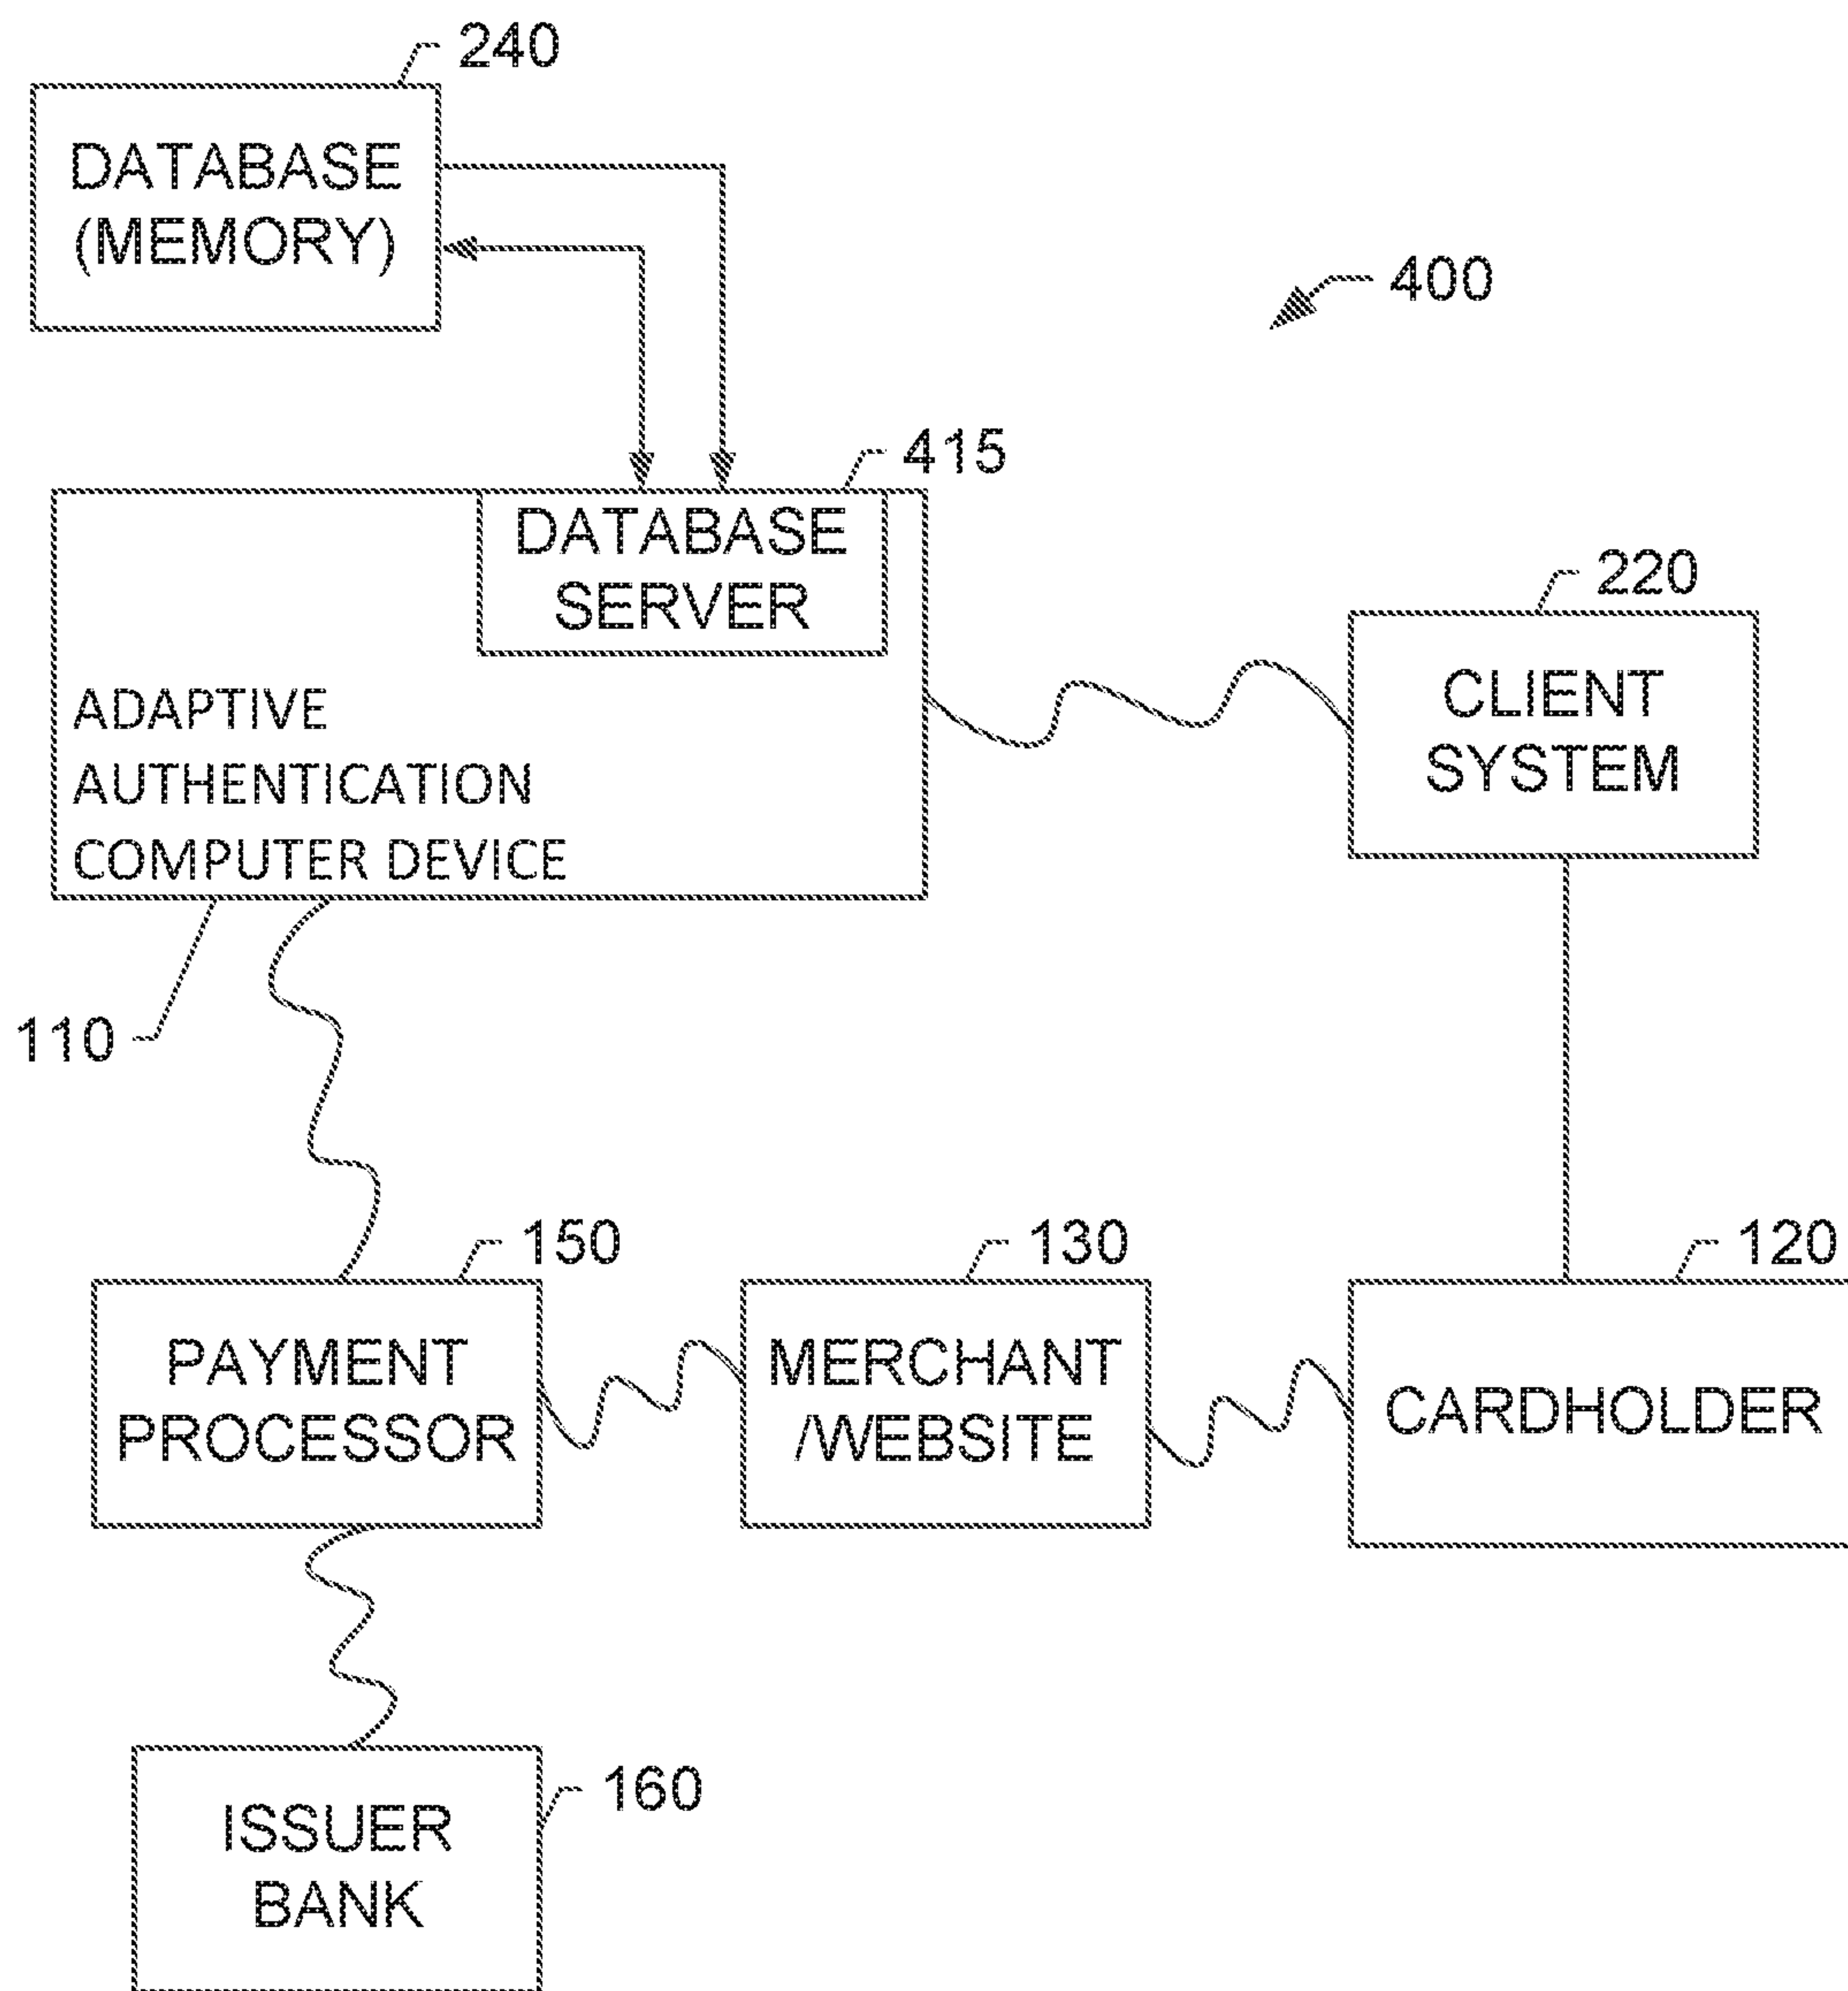 240
DATABASE
(MEMORY)
400
415
DATABASE
SERVER
220
CLIENT
SYSTEM
ADAPTIVE
AUTHENTICATION
COMPUTER DEVICE
110
150
130
120
PAYMENT
PROCESSOR
MERCHANT
/WEBSITE
CARDHOLDER
160
ISSUER
BANK